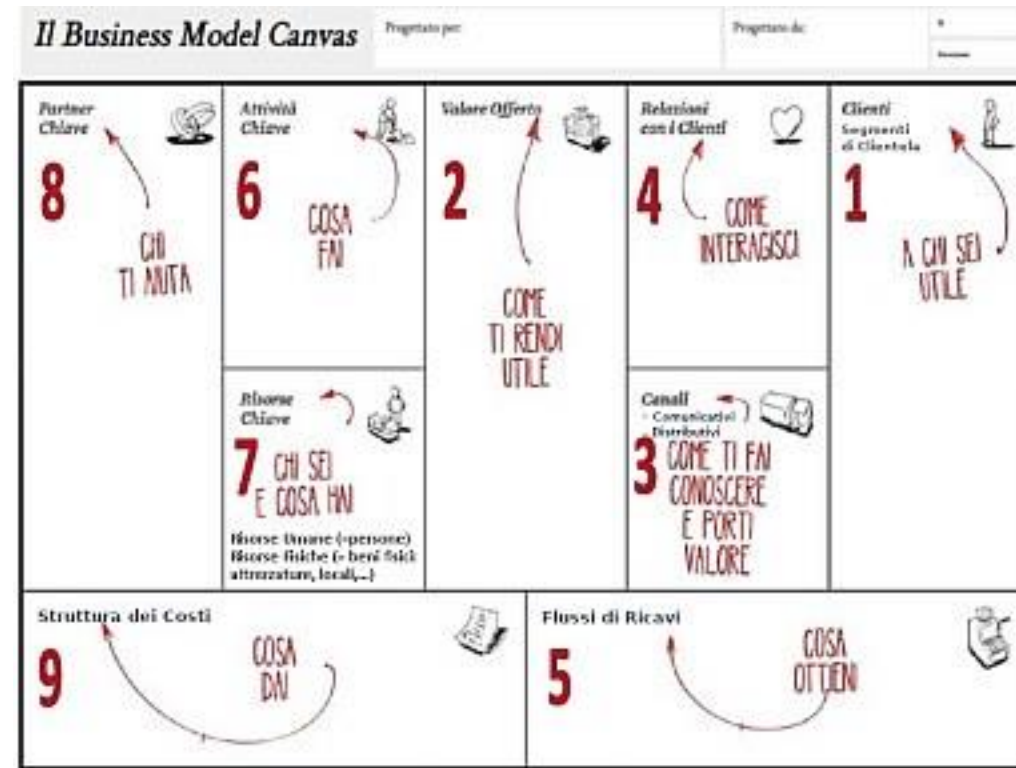 Il Business Model Canvas
Progettato per:
Progettato da:
Partner
Chiave
8
CHI
TI AIUTA
Attività
Chiave
6
COSA
FAI
Valore Offerto
2
COME
TI RENDI
UTILE
Relazioni
con i Clienti
4
COME
INTERAGISCI
Clienti
Segmenti
di Clientela
1
A CHI SEI
UTILE
Risorse
Chiave
7
CHI SEI
E COSA HAI
Risorse Umane (=persone)
Risorse Fisiche (= beni fisici:
attrezzature, locali,...)
Canali
- Comunicativi
- Distributivi
3
COME TI FAI
CONOSCERE
E PORTI
VALORE
Struttura dei Costi
9
COSA
DAI
Flussi di Ricavi
5
COSA
OTTIENI